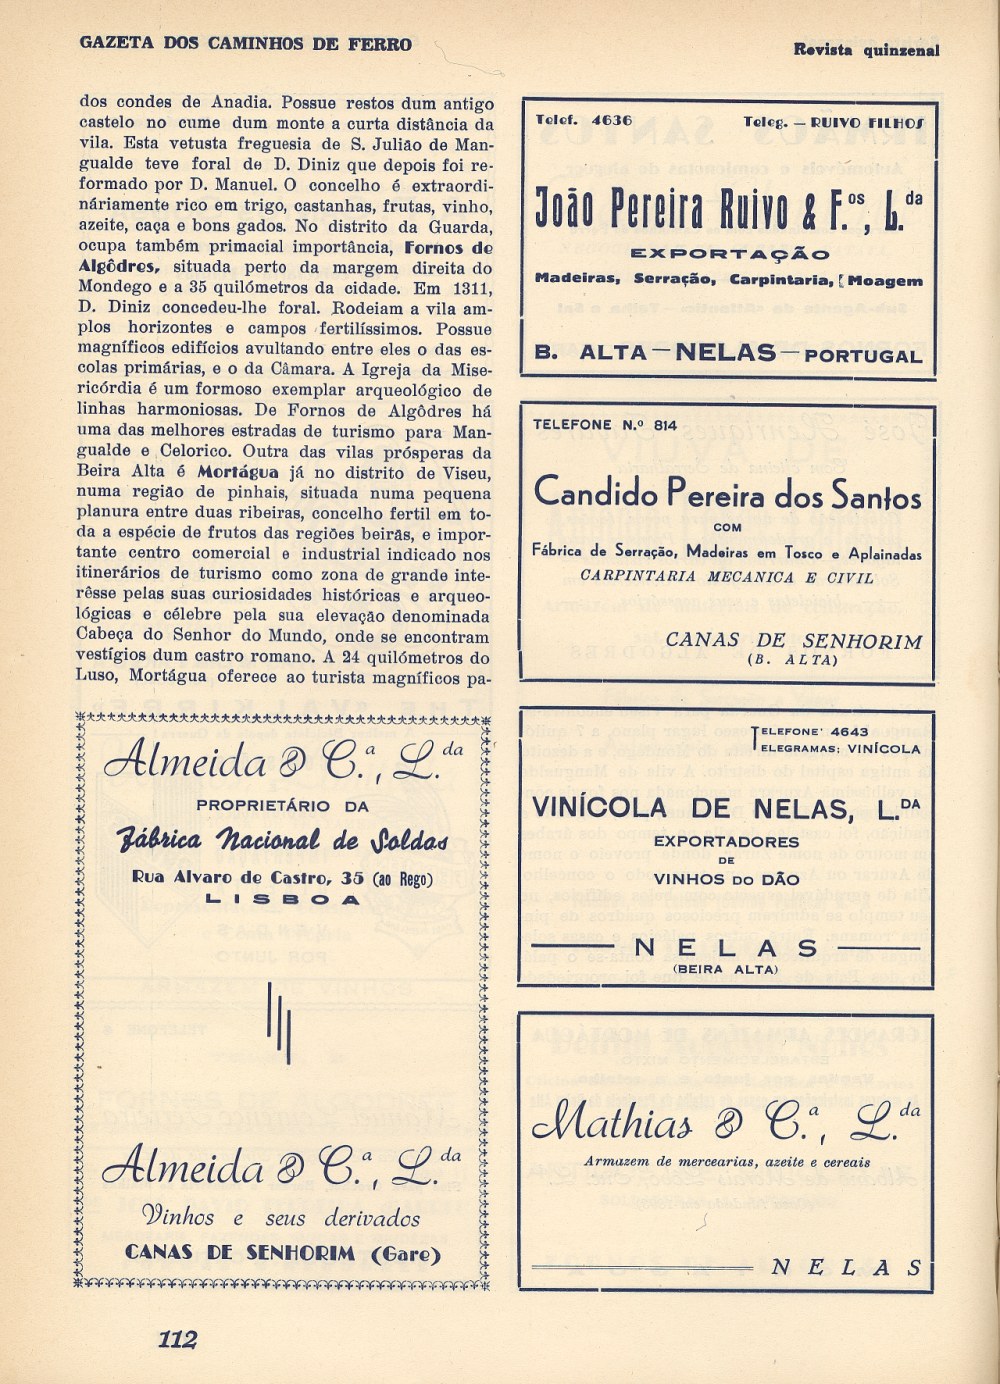 GAZETA DOS CAMINHOS DE FERRO
Revista quinzenal
dos condes de Anadia. Possue restos dum antigo
castelo no cume dum monte a curta distância da
vila. Esta vetusta freguesia de S. Julião de Man-
gualde teve foral de D. Diniz que depois foi re-
formado por D. Manuel. O concelho é extraordi-
nàriamente rico em trigo, castanhas, frutas, vinho,
azeite, caça e bons gados. No distrito da Guarda,
ocupa também primacial importância, Fornos de
Algôdres, situada perto da margem direita do
Mondego e a 35 quilómetros da cidade. Em 1311,
D. Diniz concedeu-lhe foral. Rodeiam a vila am-
plos horizontes e campos fertilíssimos. Possue
magníficos edifícios avultando entre eles o das es-
colas primárias, e o da Câmara. A Igreja da Mise-
ricórdia é um formoso exemplar arqueológico de
linhas harmoniosas. De Fornos de Algôdres há
uma das melhores estradas de turismo para Man-
gualde e Celorico. Outra das vilas prósperas da
Beira Alta é Mortágua já no distrito de Viseu,
numa região de pinhais, situada numa pequena
planura entre duas ribeiras, concelho fertil em to-
da a espécie de frutos das regiões beirãs, e impor-
tante centro comercial e industrial indicado nos
itinerários de turismo como zona de grande inte-
rêsse pelas suas curiosidades históricas e arqueo-
lógicas e célebre pela sua elevação denominada
Cabeça do Senhor do Mundo, onde se encontram
vestígios dum castro romano. A 24 quilómetros do
Luso, Mortágua oferece ao turista magníficos pa-
Almeida & C.ª, L.da
PROPRIETÁRIO DA
Fábrica Nacional de Soldas
Rua Alvaro de Castro, 35 (ao Rego)
LISBOA
Almeida & C.ª, L.da
Vinhos e seus derivados
CANAS DE SENHORIM (Gare)
Telef. 4636
Teleg. — RUIVO FILHOS
João Pereira Ruivo & F.os, L.da
EXPORTAÇÃO
Madeiras, Serração, Carpintaria, Moagem
B. ALTA — NELAS — PORTUGAL
TELEFONE N.º 814
Candido Pereira dos Santos
COM
Fábrica de Serração, Madeiras em Tosco e Aplainadas
CARPINTARIA MECANICA E CIVIL
CANAS DE SENHORIM
(B. ALTA)
TELEFONE 4643
TELEGRAMAS: VINÍCOLA
VINÍCOLA DE NELAS, L.DA
EXPORTADORES
DE
VINHOS DO DÃO
NELAS
(BEIRA ALTA)
Mathias & C.ª, L.da
Armazem de mercearias, azeite e cereais
NELAS
112